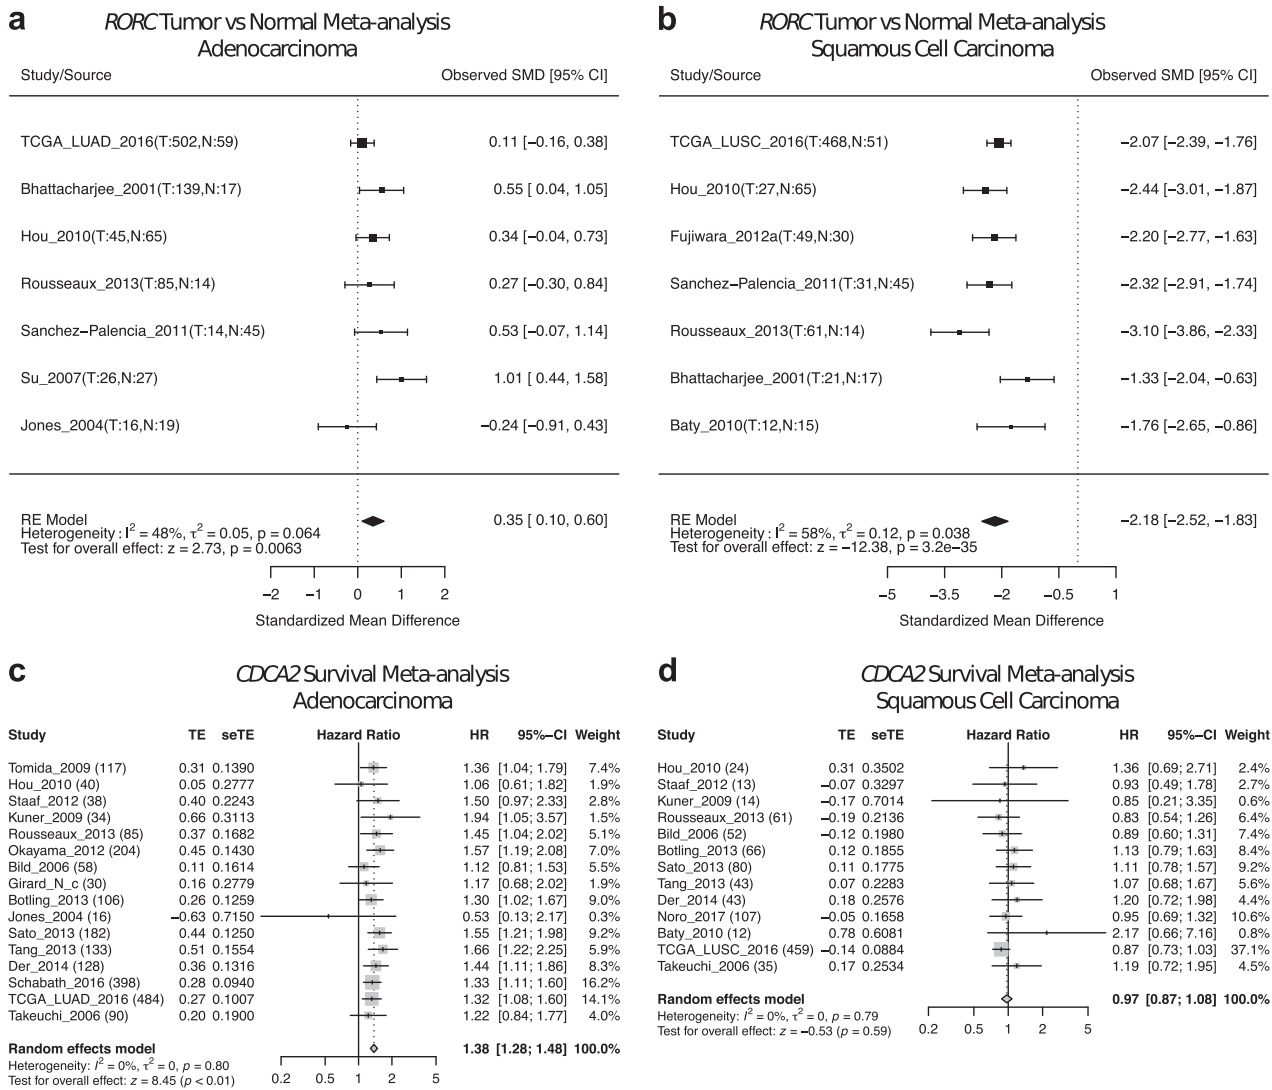 a
RORC Tumor vs Normal Meta-analysis
Adenocarcinoma
Study/Source Observed SMD [95% CI]
TCGA_LUAD_2016(T:502,N:59) 0.11 [−0.16, 0.38]
Bhattacharjee_2001(T:139,N:17) 0.55 [ 0.04, 1.05]
Hou_2010(T:45,N:65) 0.34 [−0.04, 0.73]
Rousseaux_2013(T:85,N:14) 0.27 [−0.30, 0.84]
Sanchez−Palencia_2011(T:14,N:45) 0.53 [−0.07, 1.14]
Su_2007(T:26,N:27) 1.01 [ 0.44, 1.58]
Jones_2004(T:16,N:19) −0.24 [−0.91, 0.43]
RE Model 0.35 [ 0.10, 0.60]
Heterogeneity : I² = 48%, τ² = 0.05, p = 0.064
Test for overall effect: z = 2.73, p = 0.0063
−2 −1 0 1 2
Standardized Mean Difference
b
RORC Tumor vs Normal Meta-analysis
Squamous Cell Carcinoma
Study/Source Observed SMD [95% CI]
TCGA_LUSC_2016(T:468,N:51) −2.07 [−2.39, −1.76]
Hou_2010(T:27,N:65) −2.44 [−3.01, −1.87]
Fujiwara_2012a(T:49,N:30) −2.20 [−2.77, −1.63]
Sanchez−Palencia_2011(T:31,N:45) −2.32 [−2.91, −1.74]
Rousseaux_2013(T:61,N:14) −3.10 [−3.86, −2.33]
Bhattacharjee_2001(T:21,N:17) −1.33 [−2.04, −0.63]
Baty_2010(T:12,N:15) −1.76 [−2.65, −0.86]
RE Model −2.18 [−2.52, −1.83]
Heterogeneity : I² = 58%, τ² = 0.12, p = 0.038
Test for overall effect: z = −12.38, p = 3.2e−35
−5 −3.5 −2 −0.5 1
Standardized Mean Difference
c
CDCA2 Survival Meta-analysis
Adenocarcinoma
Study TE seTE Hazard Ratio HR 95%−CI Weight
Tomida_2009 (117) 0.31 0.1390 1.36 [1.04; 1.79] 7.4%
Hou_2010 (40) 0.05 0.2777 1.06 [0.61; 1.82] 1.9%
Staaf_2012 (38) 0.40 0.2243 1.50 [0.97; 2.33] 2.8%
Kuner_2009 (34) 0.66 0.3113 1.94 [1.05; 3.57] 1.5%
Rousseaux_2013 (85) 0.37 0.1682 1.45 [1.04; 2.02] 5.1%
Okayama_2012 (204) 0.45 0.1430 1.57 [1.19; 2.08] 7.0%
Bild_2006 (58) 0.11 0.1614 1.12 [0.81; 1.53] 5.5%
Girard_N_c (30) 0.16 0.2779 1.17 [0.68; 2.02] 1.9%
Botling_2013 (106) 0.26 0.1259 1.30 [1.02; 1.67] 9.0%
Jones_2004 (16) −0.63 0.7150 0.53 [0.13; 2.17] 0.3%
Sato_2013 (182) 0.44 0.1250 1.55 [1.21; 1.98] 9.2%
Tang_2013 (133) 0.51 0.1554 1.66 [1.22; 2.25] 5.9%
Der_2014 (128) 0.36 0.1316 1.44 [1.11; 1.86] 8.3%
Schabath_2016 (398) 0.28 0.0940 1.33 [1.11; 1.60] 16.2%
TCGA_LUAD_2016 (484) 0.27 0.1007 1.32 [1.08; 1.60] 14.1%
Takeuchi_2006 (90) 0.20 0.1900 1.22 [0.84; 1.77] 4.0%
Random effects model 1.38 [1.28; 1.48] 100.0%
Heterogeneity: I² = 0%, τ² = 0, p = 0.80
Test for overall effect: z = 8.45 (p < 0.01)
0.2 0.5 1 2 5
d
CDCA2 Survival Meta-analysis
Squamous Cell Carcinoma
Study TE seTE Hazard Ratio HR 95%−CI Weight
Hou_2010 (24) 0.31 0.3502 1.36 [0.69; 2.71] 2.4%
Staaf_2012 (13) −0.07 0.3297 0.93 [0.49; 1.78] 2.7%
Kuner_2009 (14) −0.17 0.7014 0.85 [0.21; 3.35] 0.6%
Rousseaux_2013 (61) −0.19 0.2136 0.83 [0.54; 1.26] 6.4%
Bild_2006 (52) −0.12 0.1980 0.89 [0.60; 1.31] 7.4%
Botling_2013 (66) 0.12 0.1855 1.13 [0.79; 1.63] 8.4%
Sato_2013 (80) 0.11 0.1775 1.11 [0.78; 1.57] 9.2%
Tang_2013 (43) 0.07 0.2283 1.07 [0.68; 1.67] 5.6%
Der_2014 (43) 0.18 0.2576 1.20 [0.72; 1.98] 4.4%
Noro_2017 (107) −0.05 0.1658 0.95 [0.69; 1.32] 10.6%
Baty_2010 (12) 0.78 0.6081 2.17 [0.66; 7.16] 0.8%
TCGA_LUSC_2016 (459) −0.14 0.0884 0.87 [0.73; 1.03] 37.1%
Takeuchi_2006 (35) 0.17 0.2534 1.19 [0.72; 1.95] 4.5%
Random effects model 0.97 [0.87; 1.08] 100.0%
Heterogeneity: I² = 0%, τ² = 0, p = 0.79
Test for overall effect: z = −0.53 (p = 0.59)
0.2 0.5 1 2 5